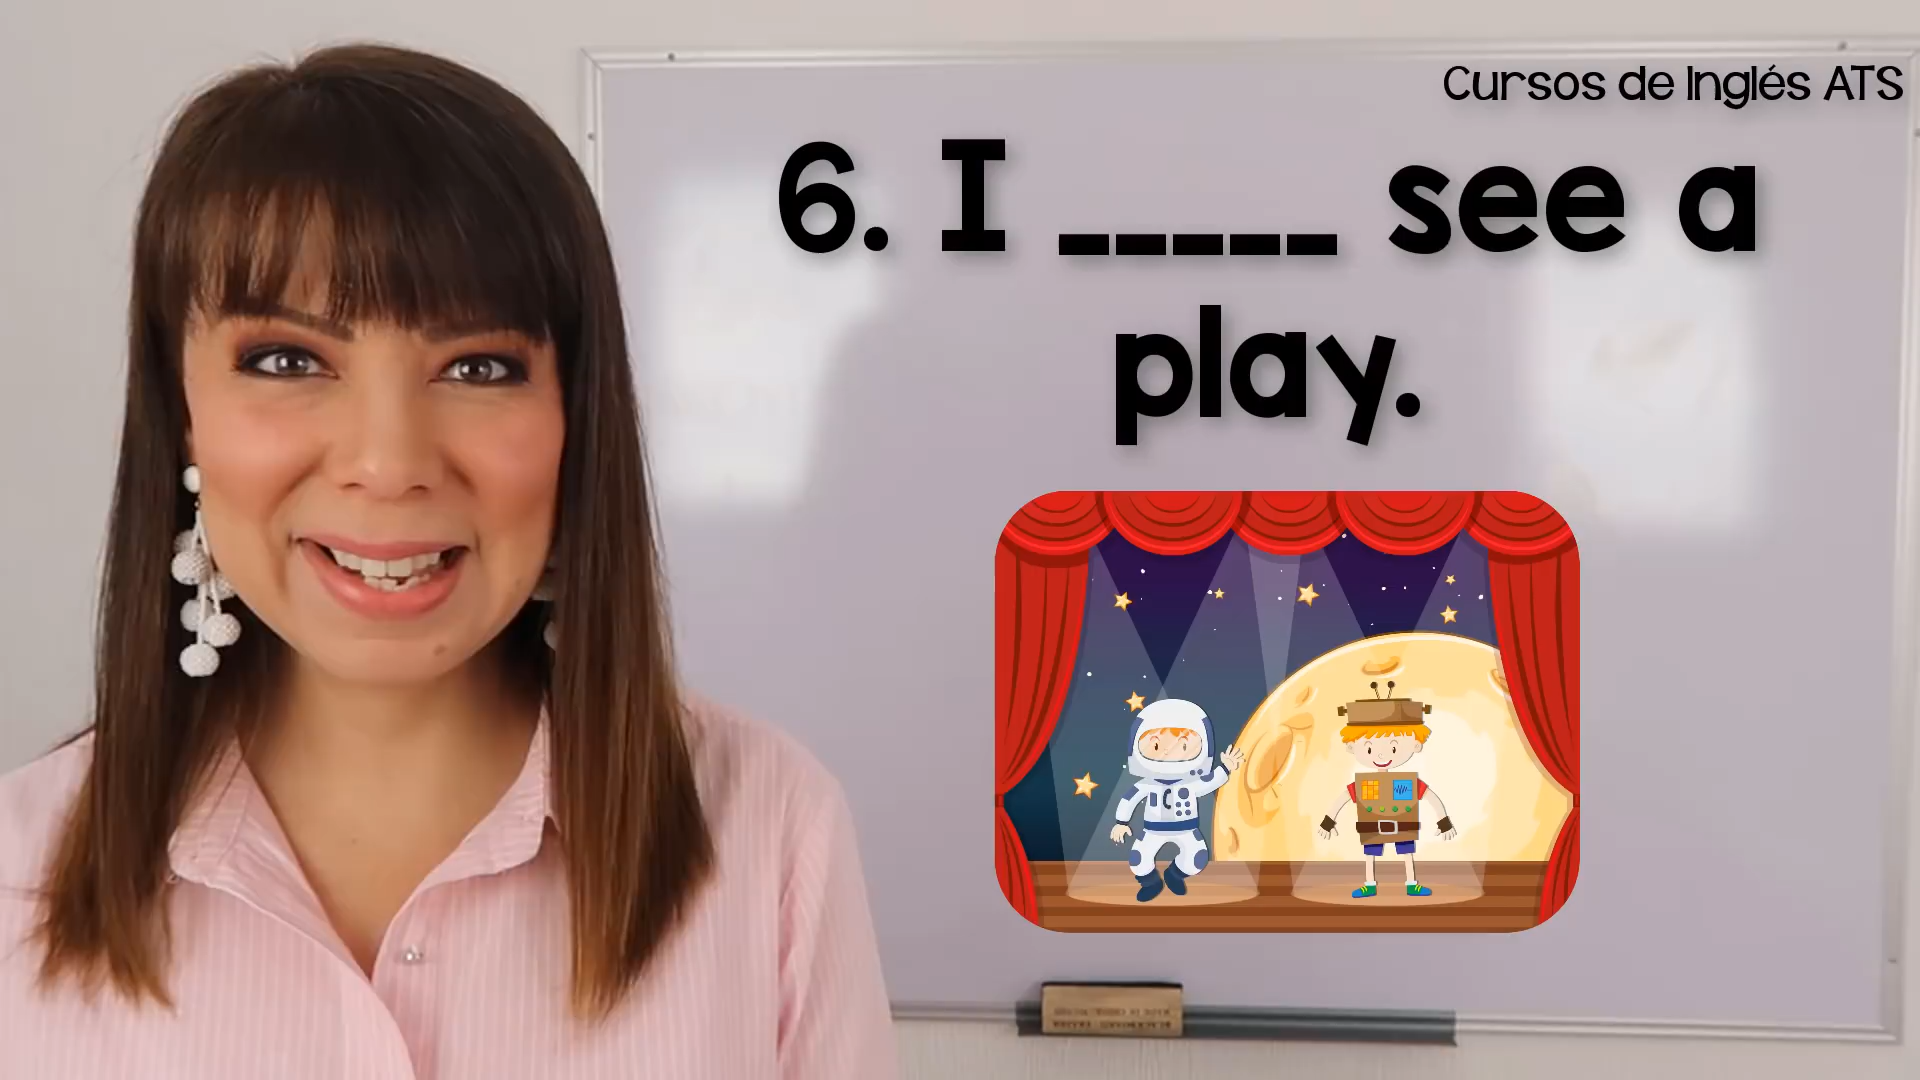 Cursos de Inglés ATS
6. I _____ see a
play.